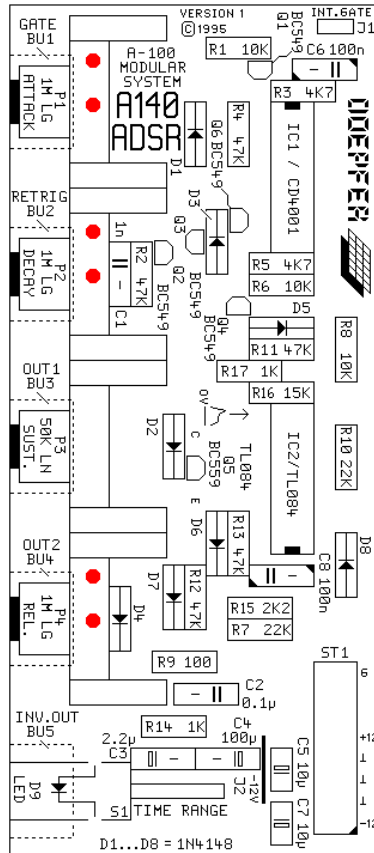 GATE
BU1
VERSION 1
©1995
A-100
MODULAR
SYSTEM
A140
ADSR
INT.GATE
J1
Q1
BC549
C6 100n
R1 10K
R3 4K7
P1
1M LG
ATTACK
D1
R4 47K
Q6 BC549
IC1 / CD4001
DOEPFER
RETRIG
BU2
P2
1M LG
DECAY
1n
C1
R2 47K
Q2
BC549
Q3
BC549
D3
R5 4K7
R6 10K
Q4
BC549
D5
R11 47K
R8
10K
R17 1K
R16 15K
OUT1
BU3
P3
50K LN
SUST.
D2
0V
C
E
Q5
BC559
TL084
IC2/TL084
R10 22K
OUT2
BU4
P4
1M LG
REL.
D4
D7
D6
R12 47K
R13 47K
C8 100n
D8
R15 2K2
R7 22K
R9 100
C2
0.1µ
ST1
6
+12
⊥
⊥
-12
INV.OUT
BU5
D9
LED
R14 1K
2.2µ
C3
C4
100µ
-12V
J2
S1
TIME RANGE
C5 10µ
C7 10µ
D1...D8 = 1N4148